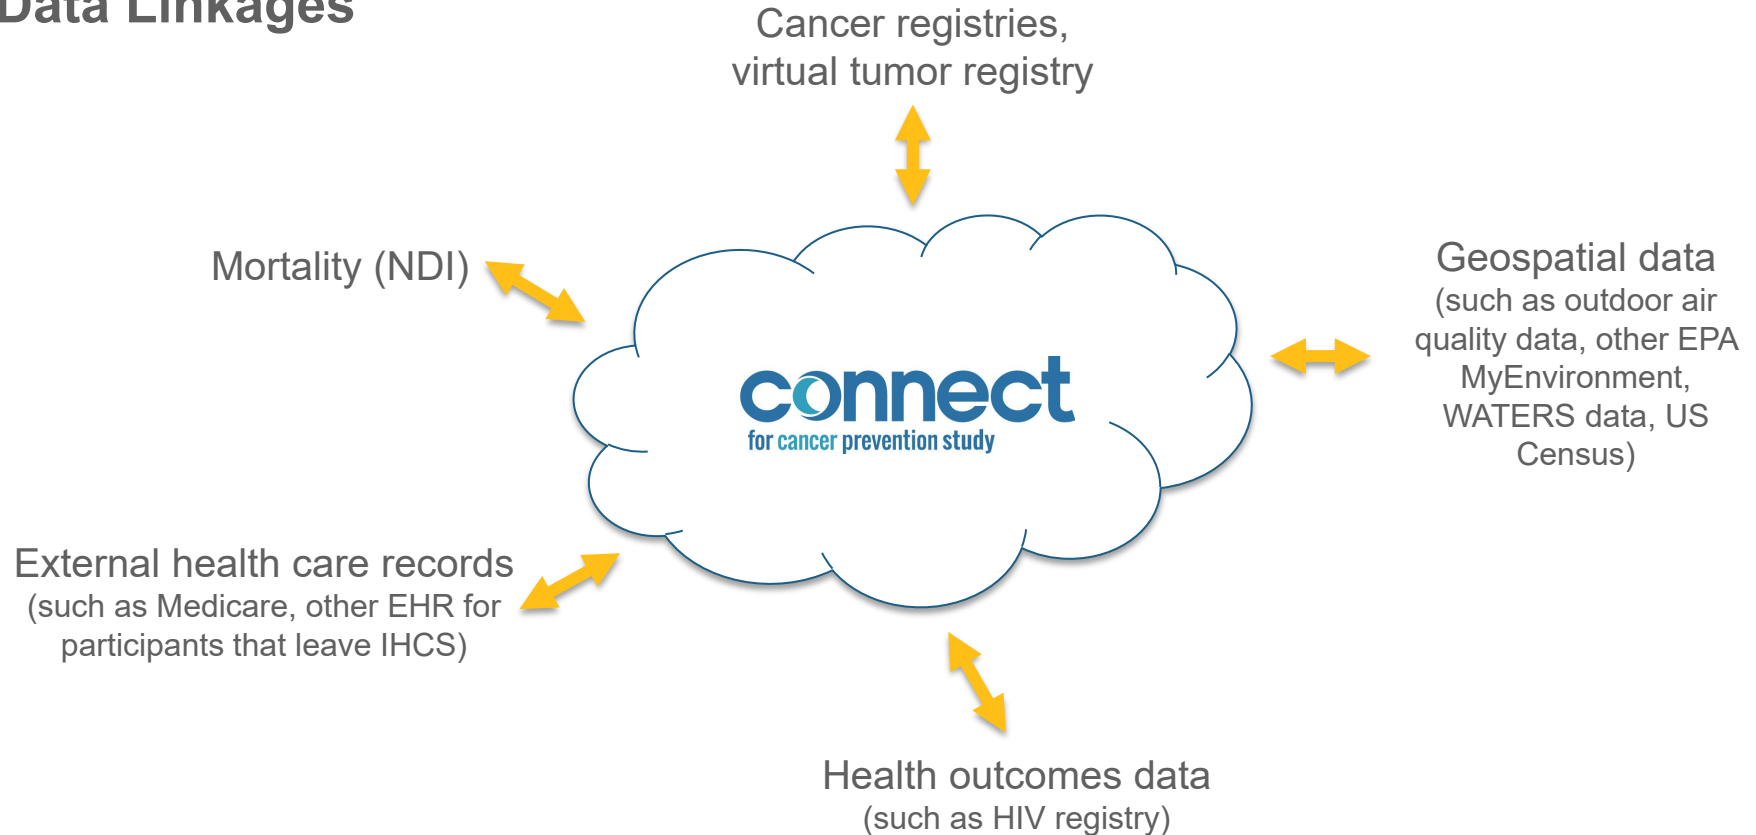 Data Linkages
Cancer registries,
virtual tumor registry
Mortality (NDI)
Geospatial data
(such as outdoor air
quality data, other EPA
MyEnvironment,
WATERS data, US
Census)
connect
for cancer prevention study
External health care records
(such as Medicare, other EHR for
participants that leave IHCS)
Health outcomes data
(such as HIV registry)